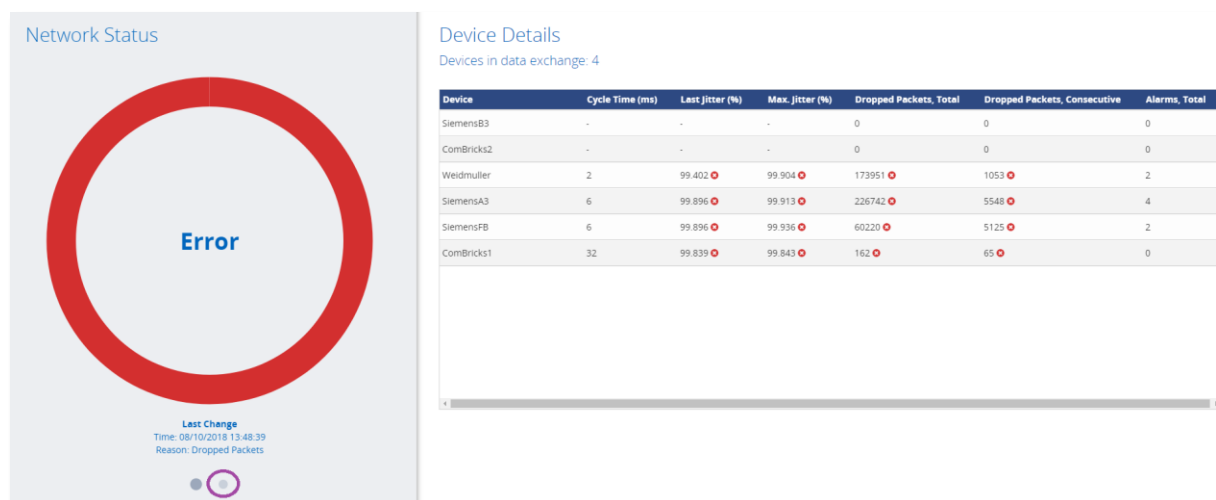 Network Status
Error
Last Change
Time: 08/10/2018 13:48:39
Reason: Dropped Packets
Device Details
Devices in data exchange: 4
Device Cycle Time (ms) Last Jitter (%) Max. Jitter (%) Dropped Packets, Total Dropped Packets, Consecutive Alarms, Total
SiemensB3 - - - 0 0 0
ComBricks2 - - - 0 0 0
Weidmuller 2 99.402 99.904 173951 1053 2
SiemensA3 6 99.896 99.913 226742 5548 4
SiemensFB 6 99.896 99.936 60220 5125 2
ComBricks1 32 99.839 99.843 162 65 0